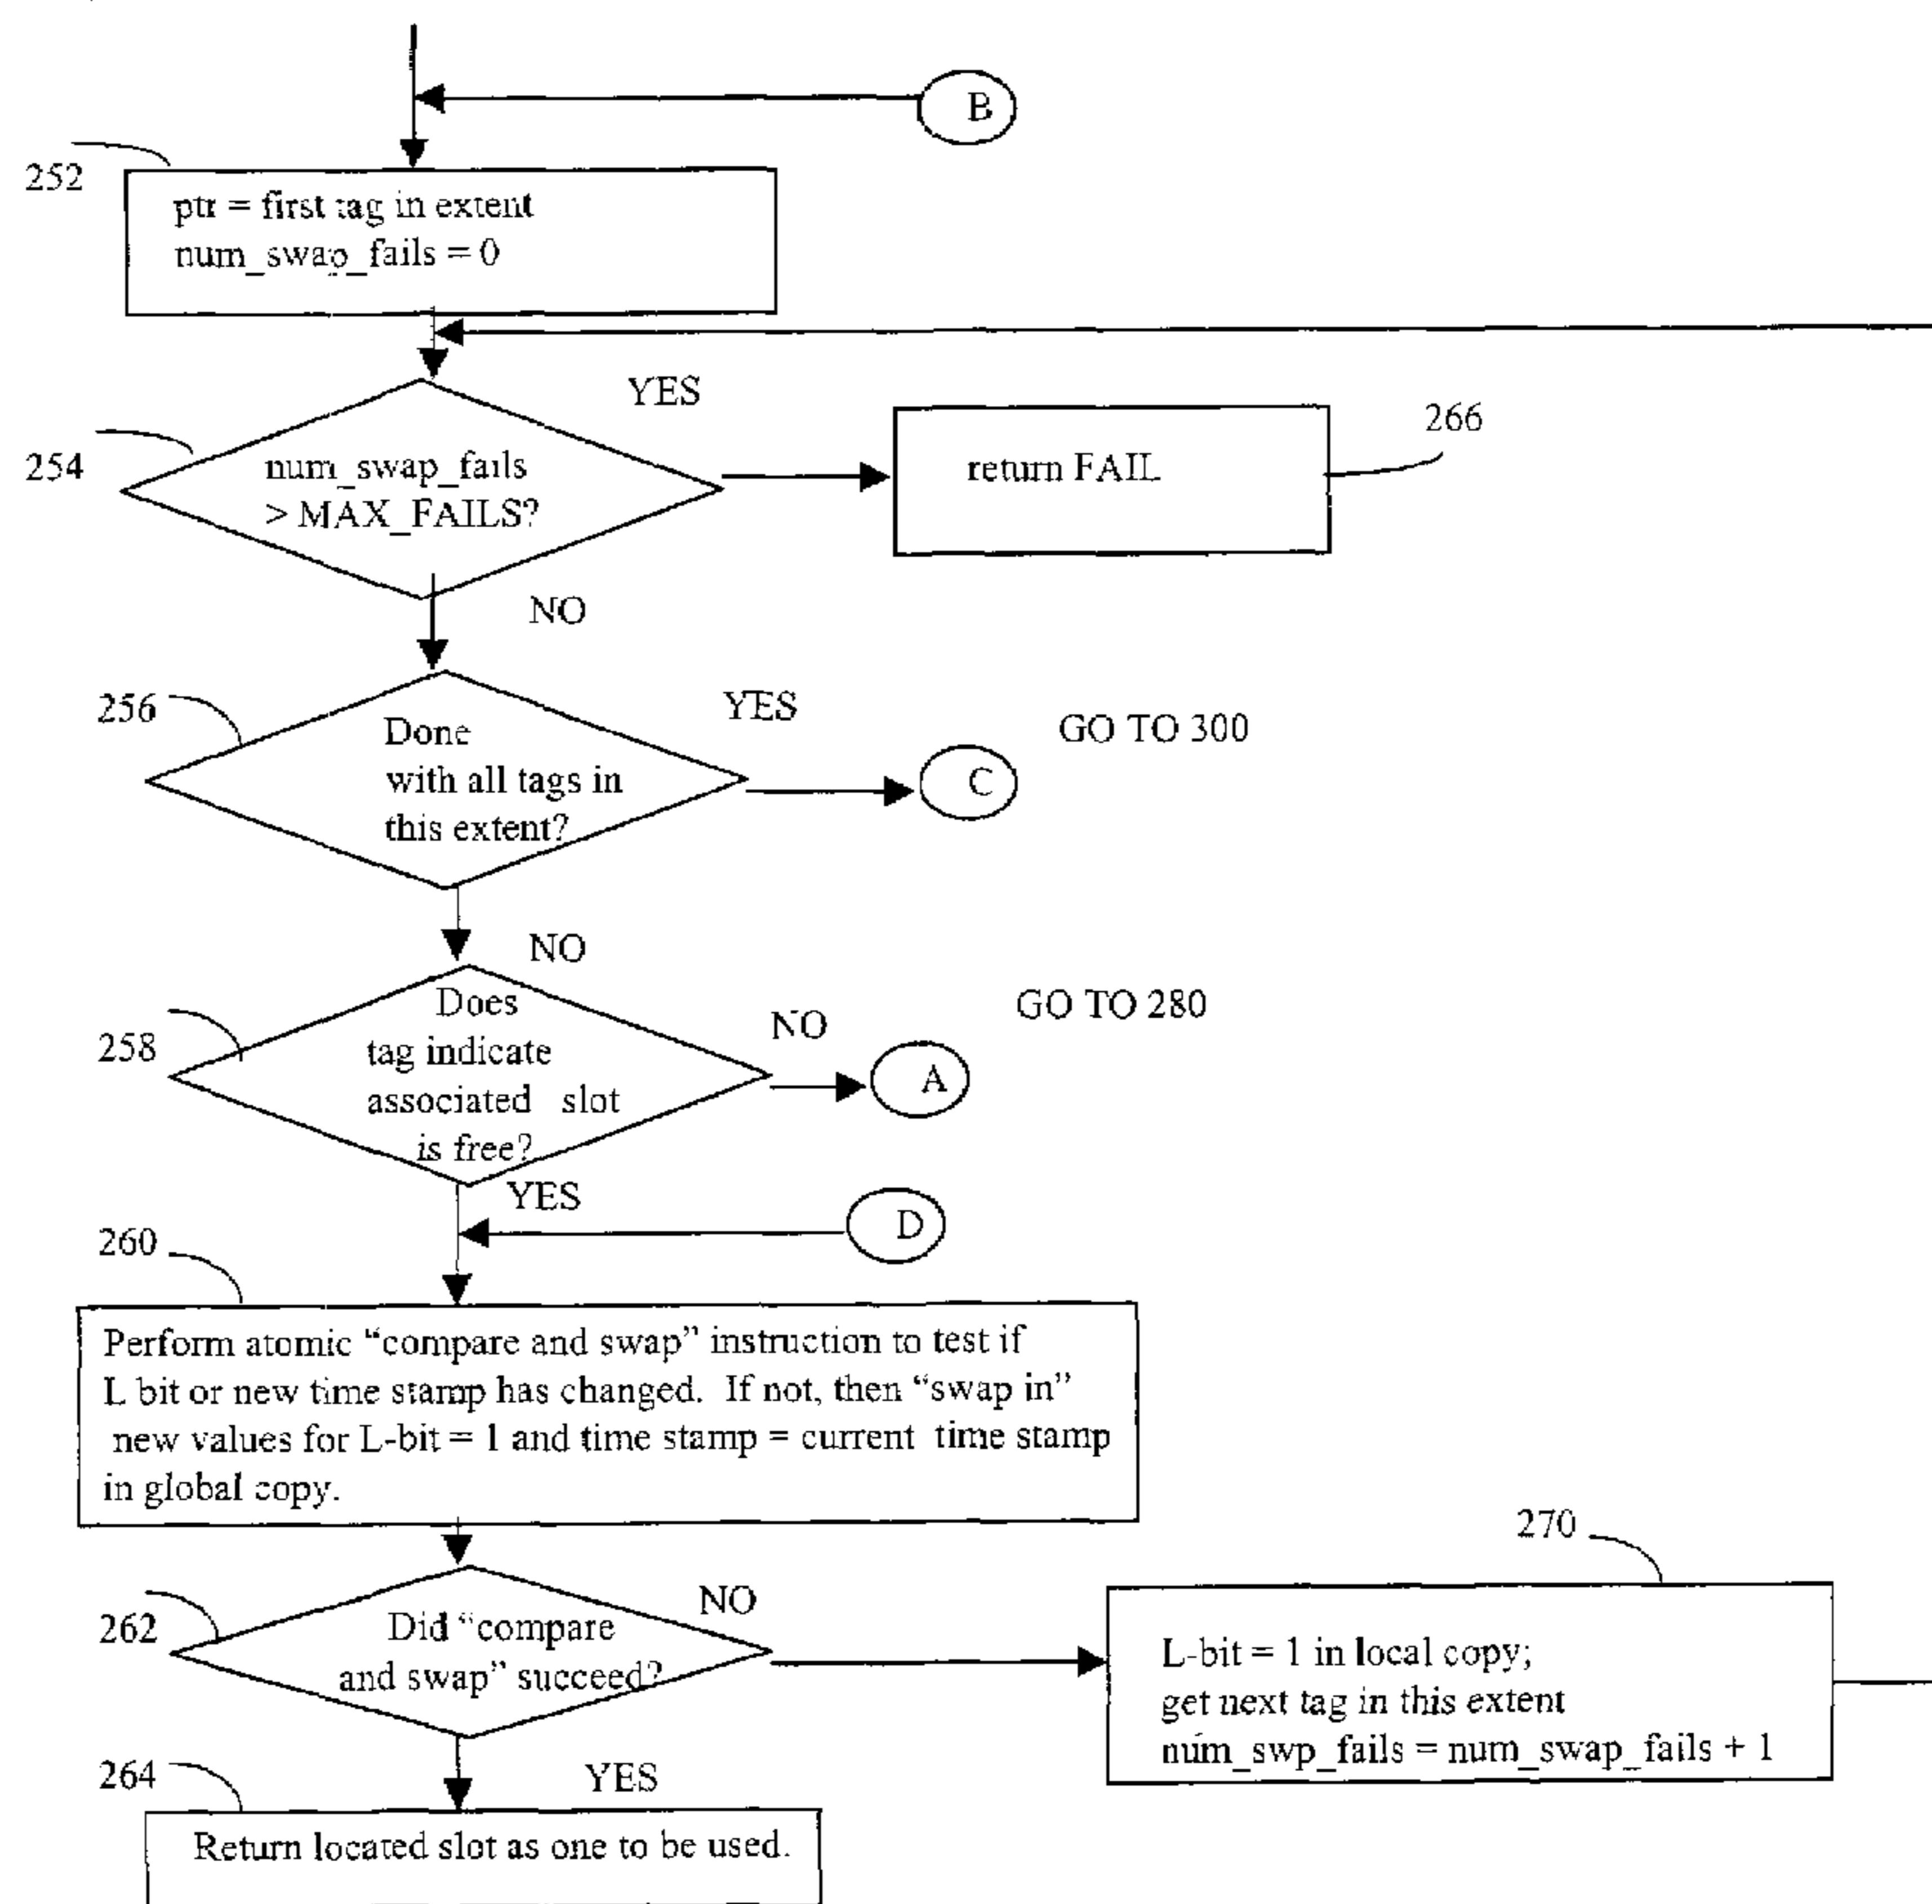 B
252
ptr = first tag in extent
num_swap_fails = 0
YES
266
254
num_swap_fails
> MAX_FAILS?
return FAIL
NO
256
YES
GO TO 300
Done
with all tags in
this extent?
C
NO
GO TO 280
258
Does
tag indicate
associated slot
is free?
NO
A
YES
D
260
Perform atomic “compare and swap” instruction to test if
L bit or new time stamp has changed. If not, then “swap in”
new values for L-bit = 1 and time stamp = current time stamp
in global copy.
270
262
NO
Did “compare
and swap” succeed?
L-bit = 1 in local copy;
get next tag in this extent
num_swp_fails = num_swap_fails + 1
264
YES
Return located slot as one to be used.